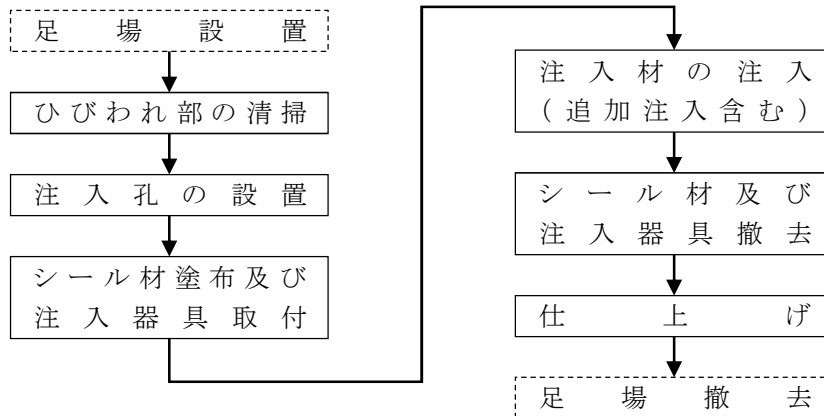 足場設置
ひびわれ部の清掃
注入孔の設置
シール材塗布及び
注入器具取付
注入材の注入
(追加注入含む)
シール材及び
注入器具撤去
仕上げ
足場撤去